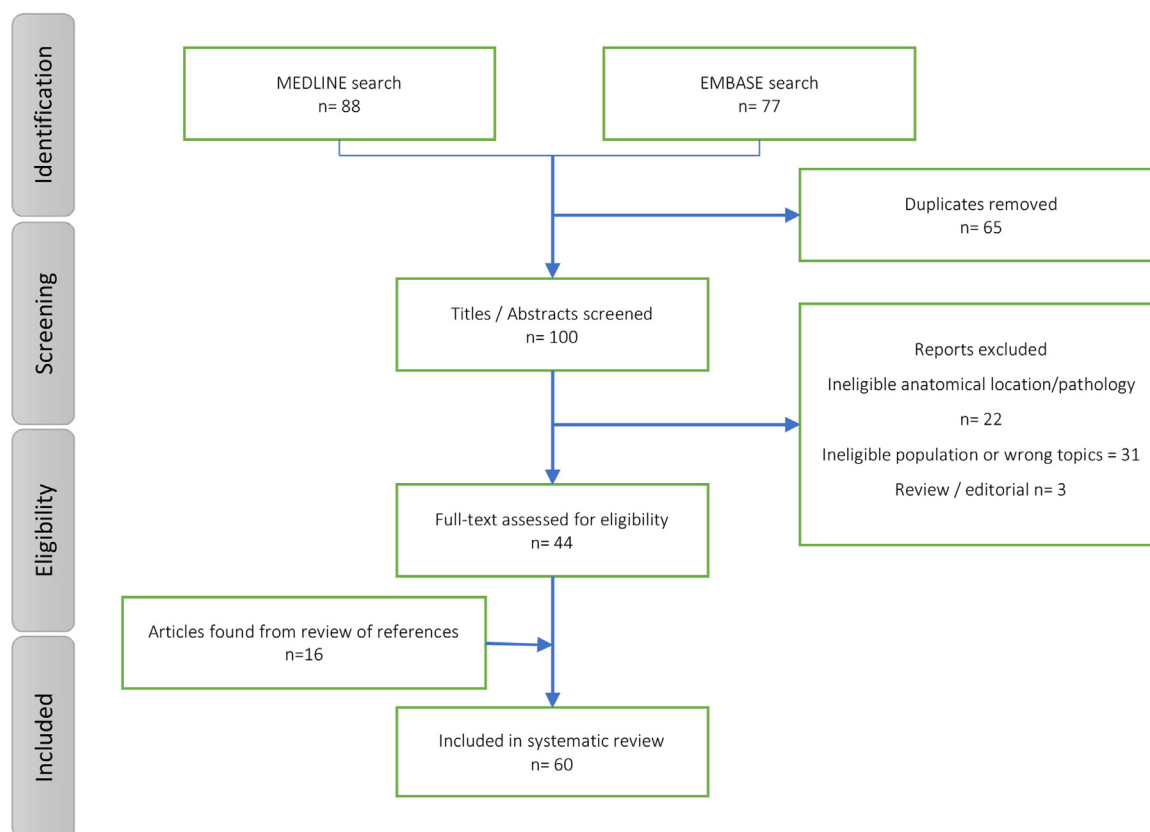 Identification
MEDLINE search
n= 88
EMBASE search
n= 77
Duplicates removed
n= 65
Screening
Titles / Abstracts screened
n= 100
Reports excluded
Ineligible anatomical location/pathology
n= 22
Ineligible population or wrong topics = 31
Review / editorial n= 3
Eligibility
Full-text assessed for eligibility
n= 44
Articles found from review of references
n=16
Included
Included in systematic review
n= 60